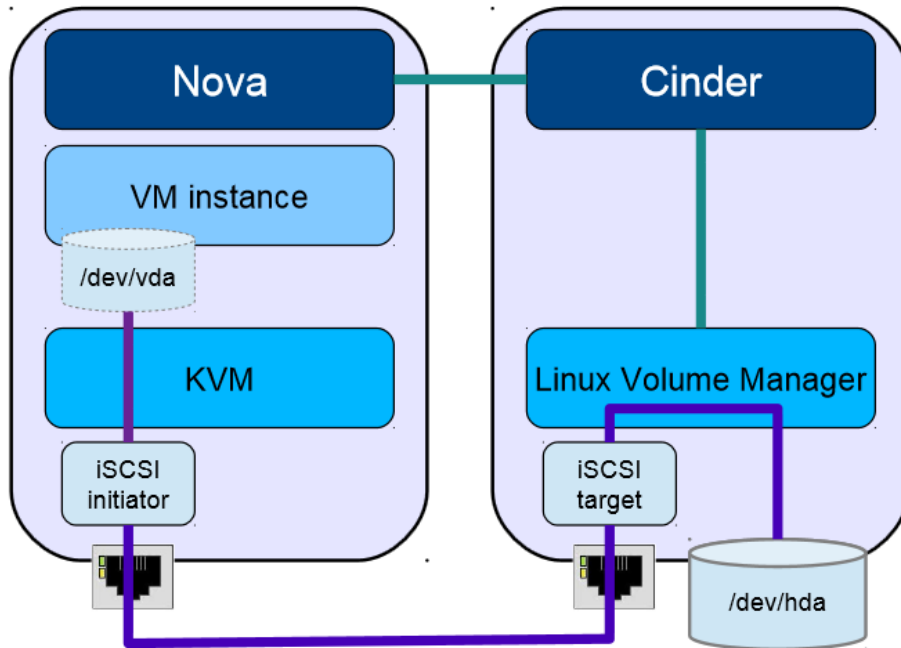 Nova
Cinder
VM instance
/dev/vda
KVM
Linux Volume Manager
iSCSI
initiator
iSCSI
target
/dev/hda